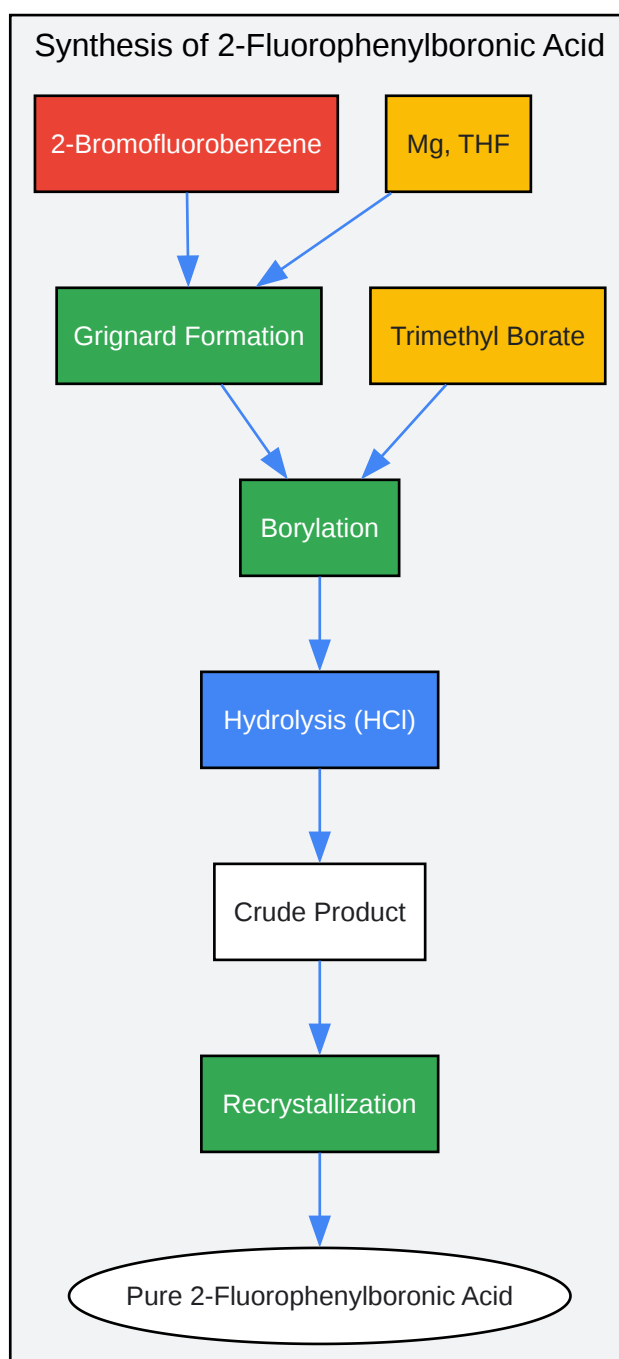 Synthesis of 2-Fluorophenylboronic Acid
2-Bromofluorobenzene
Mg, THF
Grignard Formation
Trimethyl Borate
Borylation
Hydrolysis (HCl)
Crude Product
Recrystallization
Pure 2-Fluorophenylboronic Acid